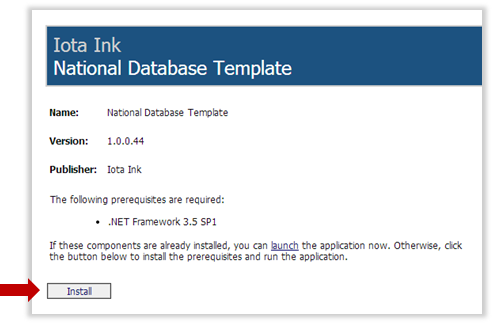 Iota Ink
National Database Template
Name: National Database Template
Version: 1.0.0.44
Publisher: Iota Ink
The following prerequisites are required:
• .NET Framework 3.5 SP1
If these components are already installed, you can launch the application now. Otherwise, click
the button below to install the prerequisites and run the application.
Install